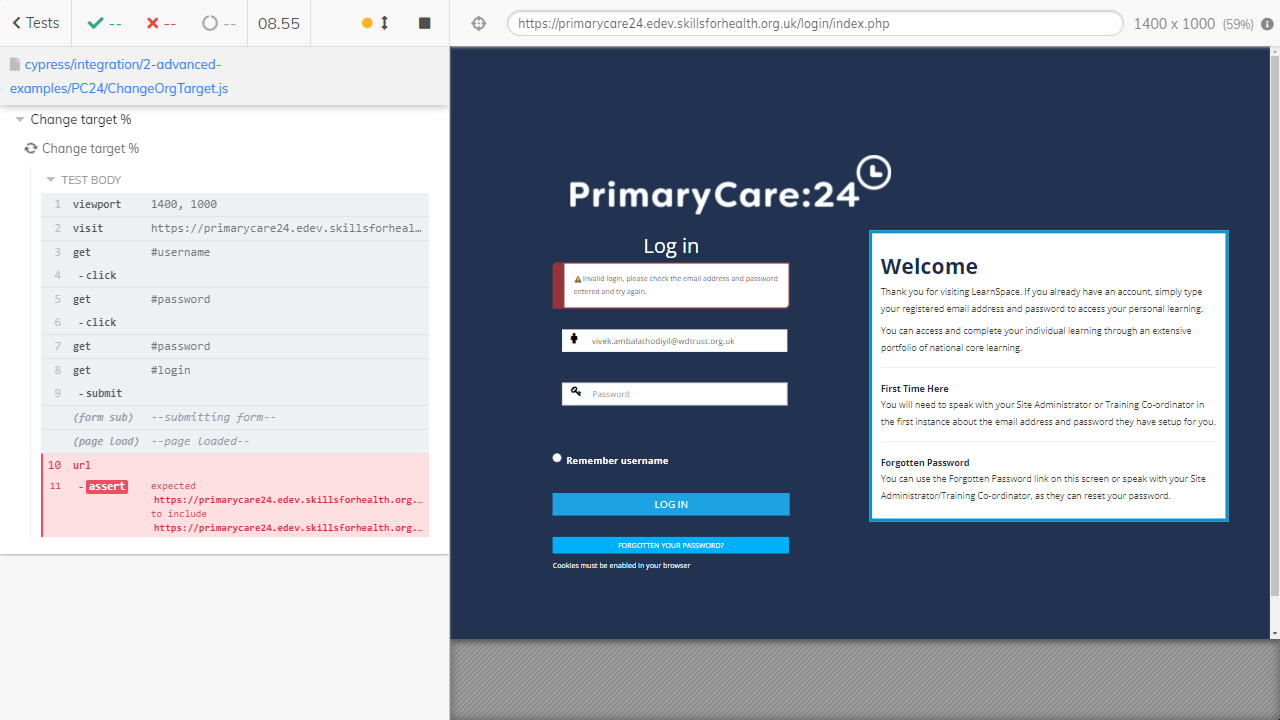 Tests
--
--
--
08.55
https://primarycare24.edev.skillsforhealth.org.uk/login/index.php
1400 x 1000 (59%)
cypress/integration/2-advanced-
examples/PC24/ChangeOrgTarget.js
Change target %
Change target %
TEST BODY
1 viewport 1400, 1000
2 visit https://primarycare24.edev.skillsforheal…
3 get #username
4 -click
5 get #password
6 -click
7 get #password
8 get #login
9 -submit
(form sub) --submitting form--
(page load) --page loaded--
10 url
11 -assert expected
https://primarycare24.edev.skillsforhealth.org.…
to include
https://primarycare24.edev.skillsforhealth.org.…
PrimaryCare:24
Log in
Invalid login, please check the email address and password
entered and try again.
vivek.ambalathodiyil@wdtrust.org.uk
Password
Remember username
LOG IN
FORGOTTEN YOUR PASSWORD?
Cookies must be enabled in your browser
Welcome
Thank you for visiting LearnSpace. If you already have an account, simply type
your registered email address and password to access your personal learning.
You can access and complete your individual learning through an extensive
portfolio of national core learning.
First Time Here
You will need to speak with your Site Administrator or Training Co-ordinator in
the first instance about the email address and password they have setup for you.
Forgotten Password
You can use the Forgotten Password link on this screen or speak with your Site
Administrator/Training Co-ordinator, as they can reset your password.